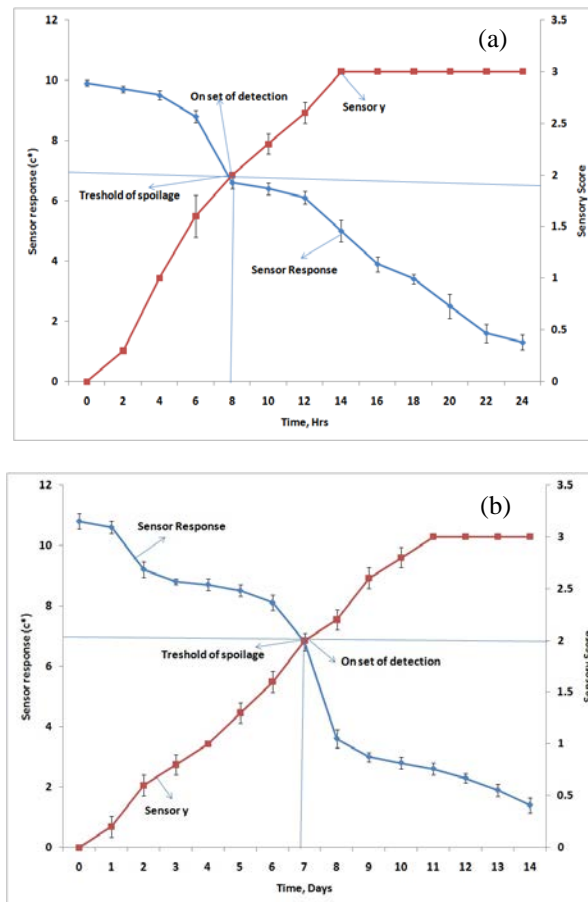 (a)
12
10
8
6
4
2
0
Sensor response (c*)
3.5
3
2.5
2
1.5
1
0.5
0
Sensory Score
On set of detection
Sensor y
Treshold of spoilage
Sensor Response
0 2 4 6 8 10 12 14 16 18 20 22 24
Time, Hrs
(b)
12
10
8
6
4
2
0
Sensor response (c*)
3.5
3
2.5
2
1.5
1
0.5
0
Sensory Score
Sensor Response
Treshold of spoilage
On set of detection
Sensor y
0 1 2 3 4 5 6 7 8 9 10 11 12 13 14
Time, Days